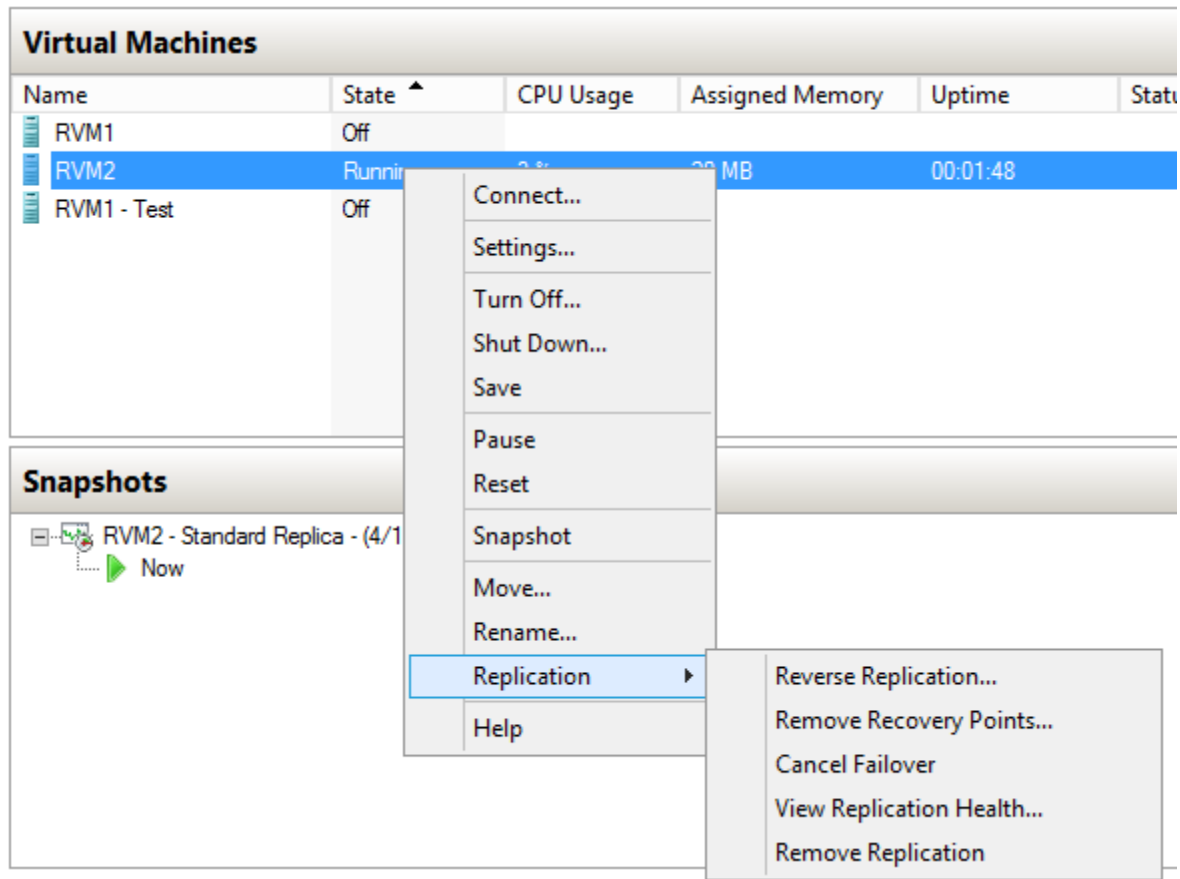 Virtual Machines
Name State CPU Usage Assigned Memory Uptime
RVM1 Off
RVM2 MB 00:01:48
RVM1 - Test Off
Connect...
Settings...
Turn Off...
Shut Down...
Save
Pause
Reset
Snapshot
Move...
Rename...
Replication
Help
Reverse Replication...
Remove Recovery Points...
Cancel Failover
View Replication Health...
Remove Replication
Snapshots
RVM2 - Standard Replica - (4/1
Now